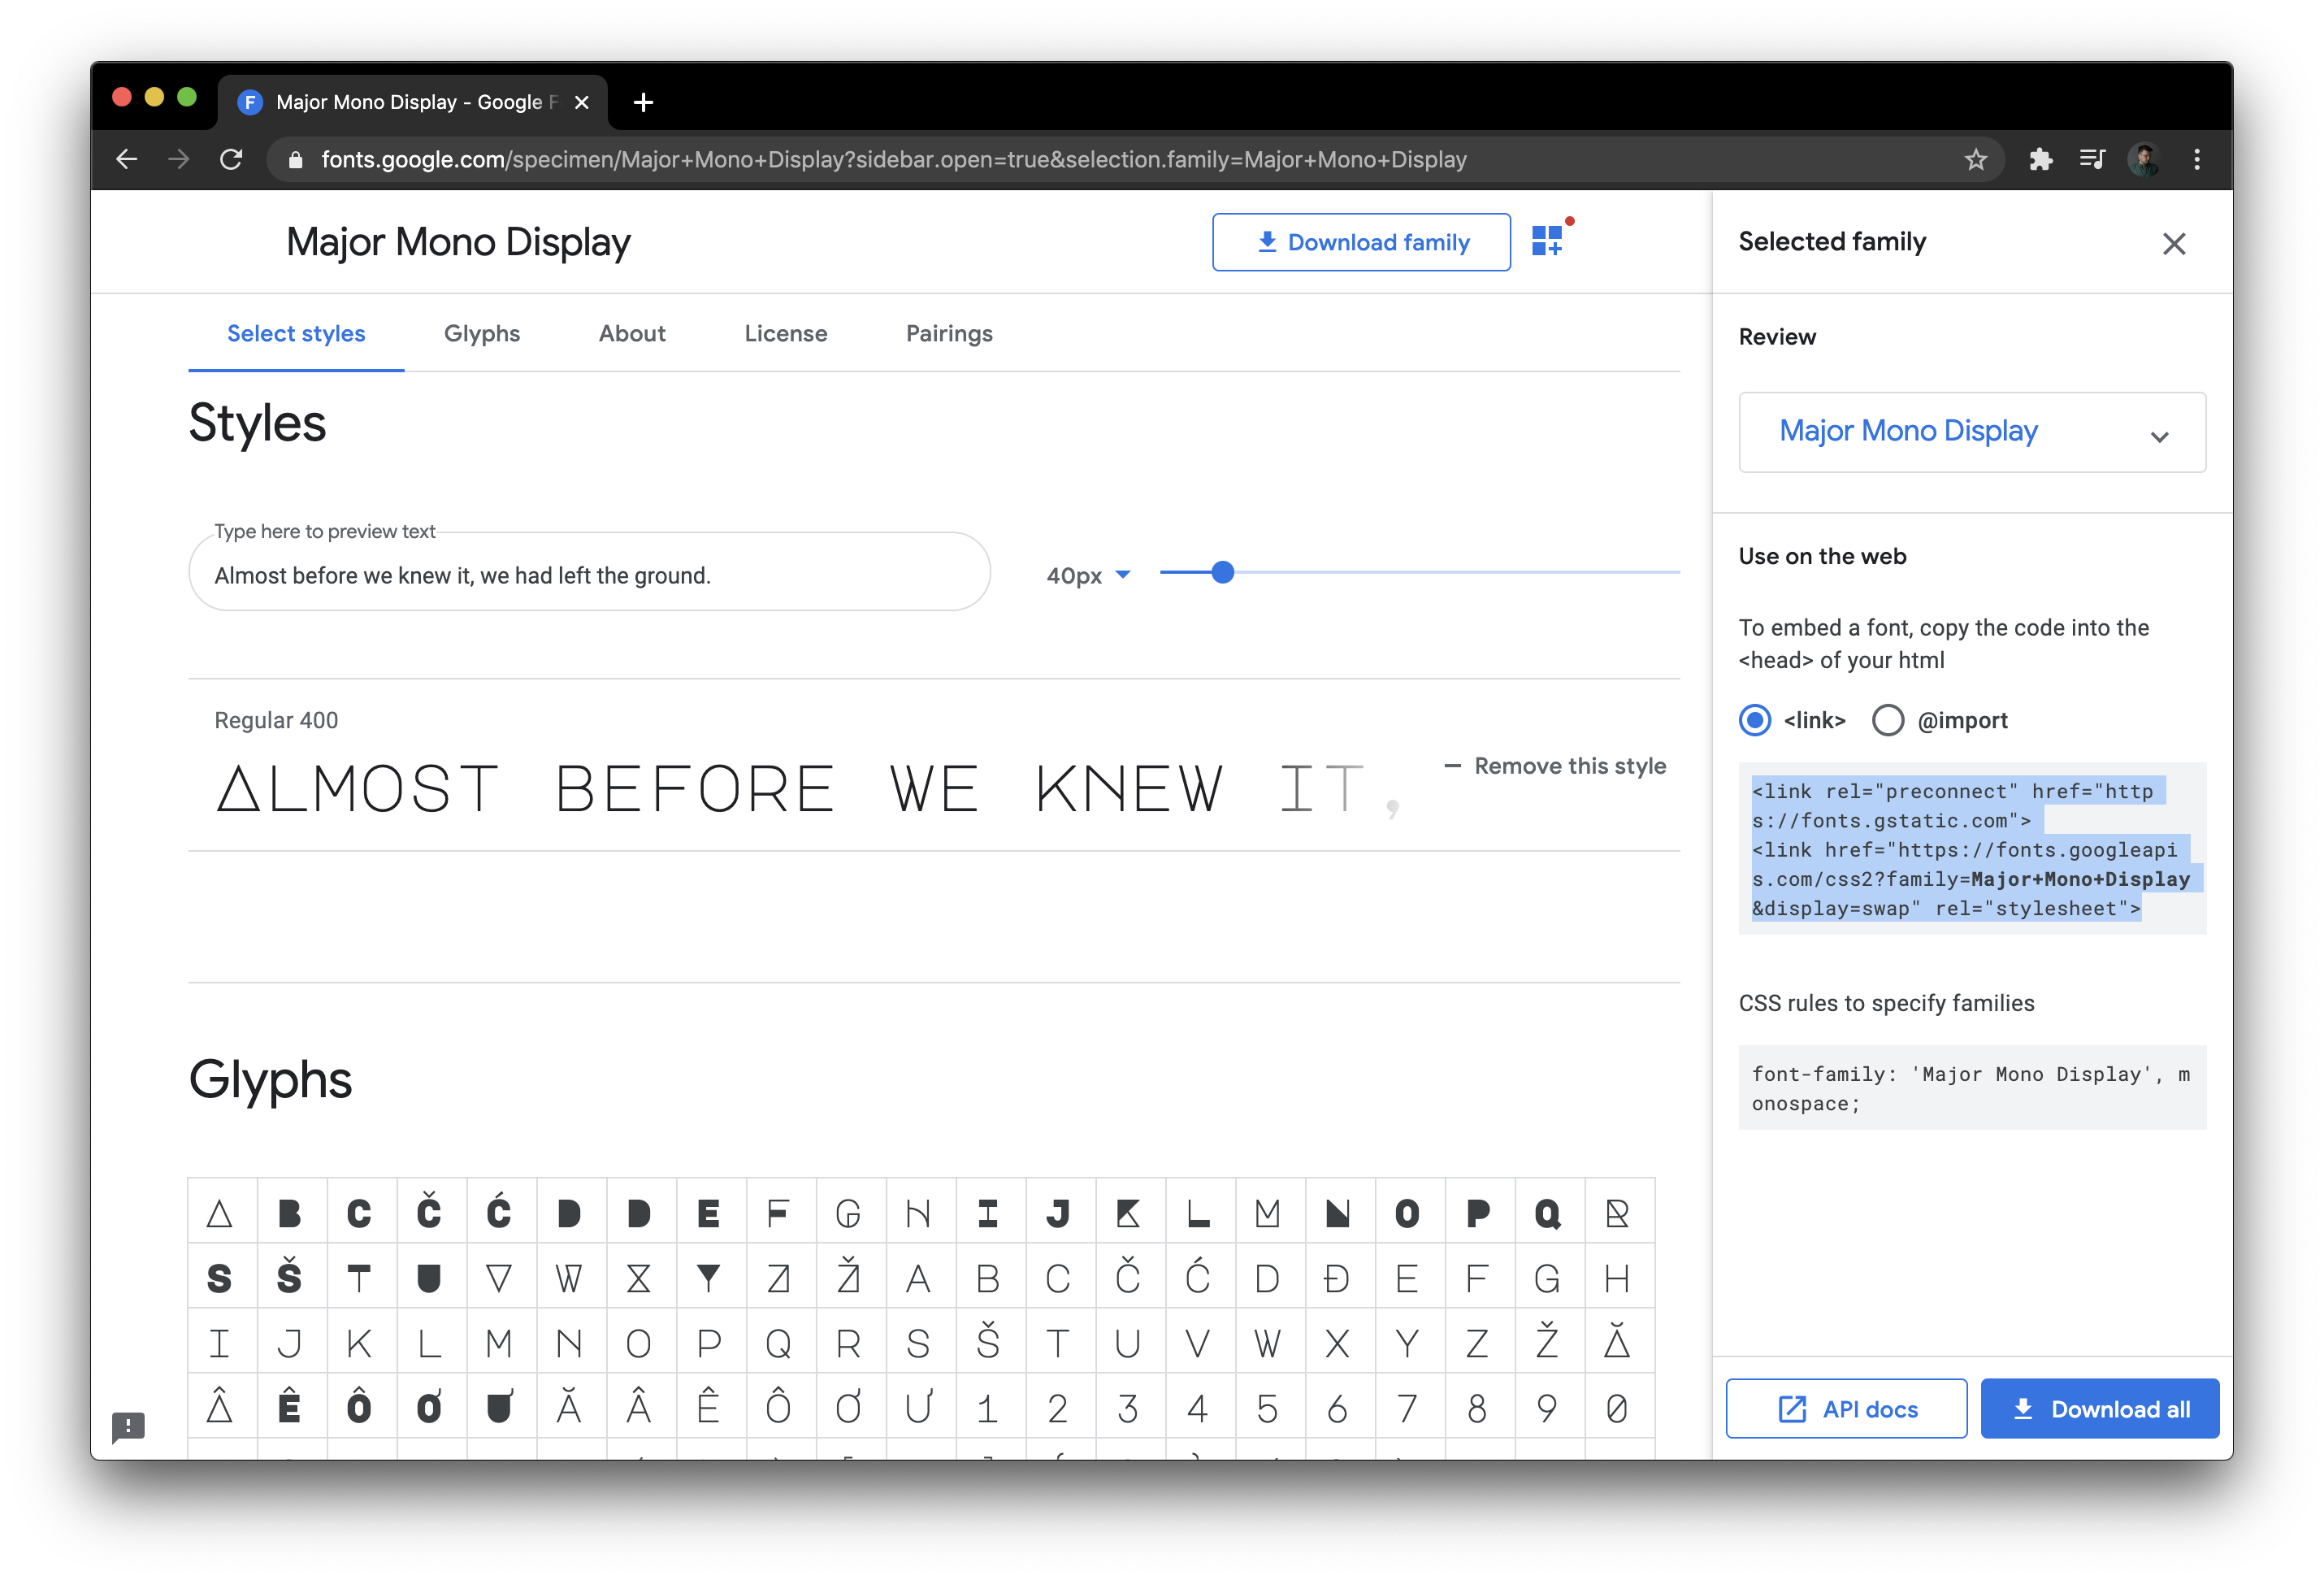 Major Mono Display - Google F
fonts.google.com/specimen/Major+Mono+Display?sidebar.open=true&selection.family=Major+Mono+Display
Major Mono Display
Download family
Select styles
Glyphs
About
License
Pairings
Styles
Type here to preview text
Almost before we knew it, we had left the ground.
40px
Regular 400
ALMOST BEFORE WE KNEW IT,
Remove this style
Glyphs
A B C Č Ć D D E F G H I J K L M N O P Q R
S Š T U V W X Y Z Ž A B C Č Ć D Đ E F G H
I J K L M N O P Q R S Š T U V W X Y Z Ž Ă
Â Ê Ô Ơ Ư Ă Â Ê Ô Ơ Ư 1 2 3 4 5 6 7 8 9 0
Selected family
Review
Major Mono Display
Use on the web
To embed a font, copy the code into the
<head> of your html
<link>
@import
<link rel="preconnect" href="http
s://fonts.gstatic.com">
<link href="https://fonts.googleapi
s.com/css2?family=Major+Mono+Display
&display=swap" rel="stylesheet">
CSS rules to specify families
font-family: 'Major Mono Display', m
onospace;
API docs
Download all